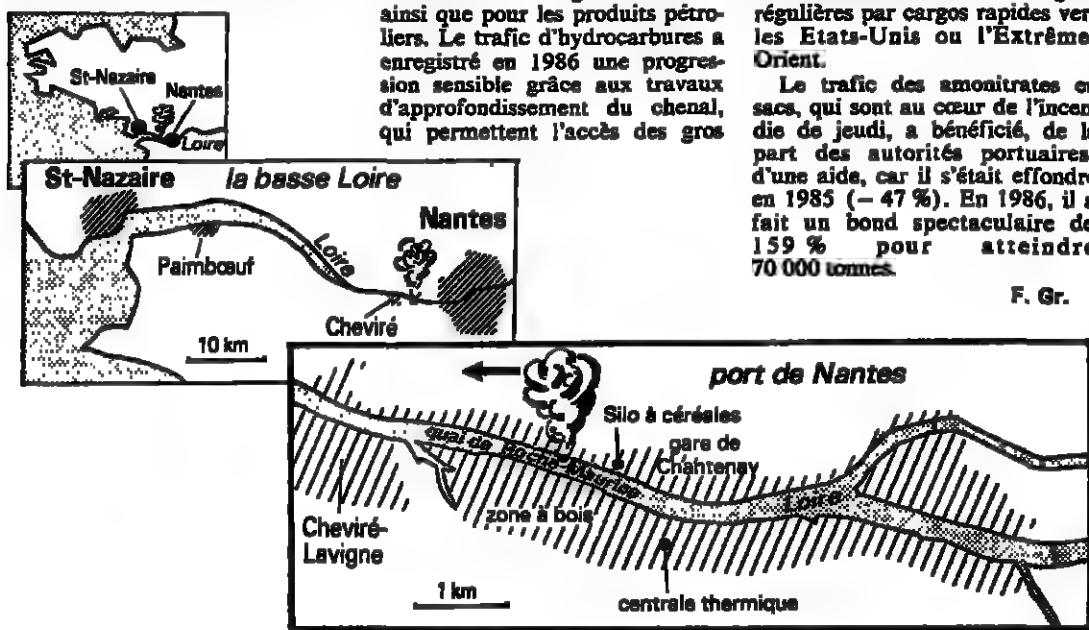 ainsi que pour les produits pétro-
liers. Le trafic d'hydrocarbures a
enregistré en 1986 une progres-
sion sensible grâce aux travaux
d'approfondissement du chenal,
qui permettent l'accès des gros
régulières par cargos rapides ver
les Etats-Unis ou l'Extrême
Orient.
Le trafic des amonitrates en
sacs, qui sont au cœur de l'incen
die de jeudi, a bénéficié, de l
part des autorités portuaires
d'une aide, car il s'était effondré
en 1985 (– 47 %). En 1986, il a
fait un bond spectaculaire de
159 % pour atteindre
70 000 tonnes.
F. Gr.
St-Nazaire
Nantes
Loire
St-Nazaire
la basse Loire
Nantes
Loire
Paimbœuf
Cheviré
10 km
port de Nantes
Silo à céréales
quai de Roche-Maurice
gare de
Chahtenay
Loire
zone à bois
Cheviré-
Lavigne
1 km
centrale thermique